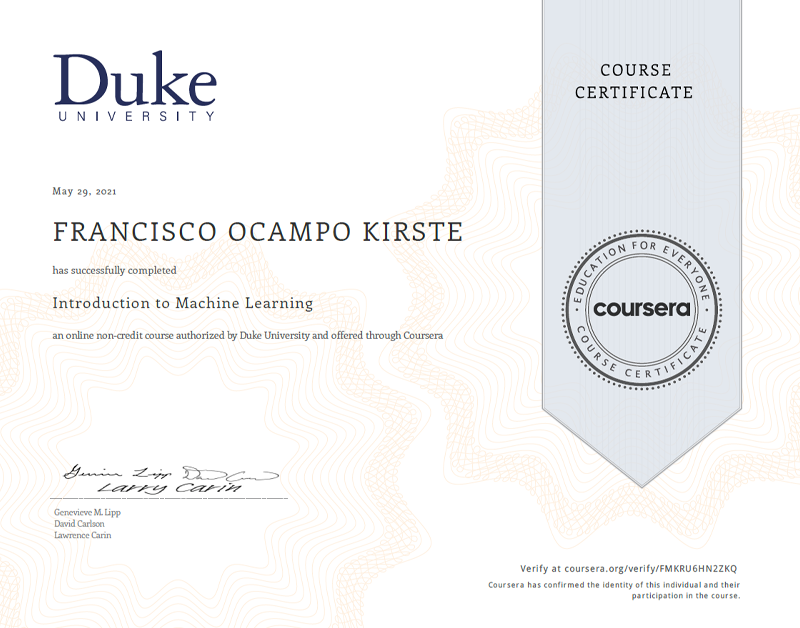 Duke
UNIVERSITY
COURSE
CERTIFICATE
May 29, 2021
FRANCISCO OCAMPO KIRSTE
has successfully completed
Introduction to Machine Learning
an online non-credit course authorized by Duke University and offered through Coursera
EDUCATION FOR EVERYONE
coursera
COURSE CERTIFICATE
Larry Carin
Genevieve M. Lipp
David Carlson
Lawrence Carin
Verify at coursera.org/verify/FMKRU6HN2ZKQ
Coursera has confirmed the identity of this individual and their
participation in the course.